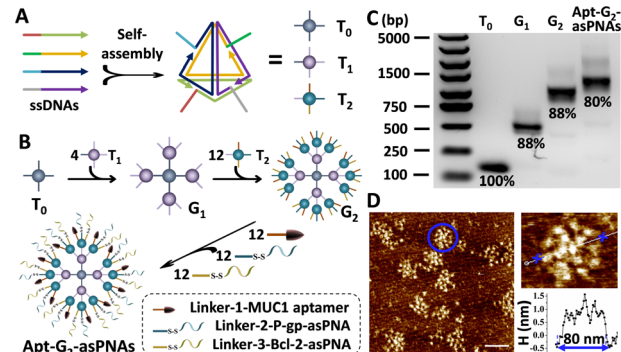 A
Self-
assembly
ssDNAs
=
T0
T1
T2
B
T0
4 T1
G1
12 T2
G2
12
12 -s-s-
12 -s-s-
Apt-G2-asPNAs
Linker-1-MUC1 aptamer
-s-s- Linker-2-P-gp-asPNA
-s-s- Linker-3-Bcl-2-asPNA
C
(bp) T0 G1 G2 Apt-G2-
asPNAs
5000
1500
750
500
250
100
100%
88%
88%
80%
D
H (nm)
1.5
1.0
0.5
0.0
-0.5
80 nm